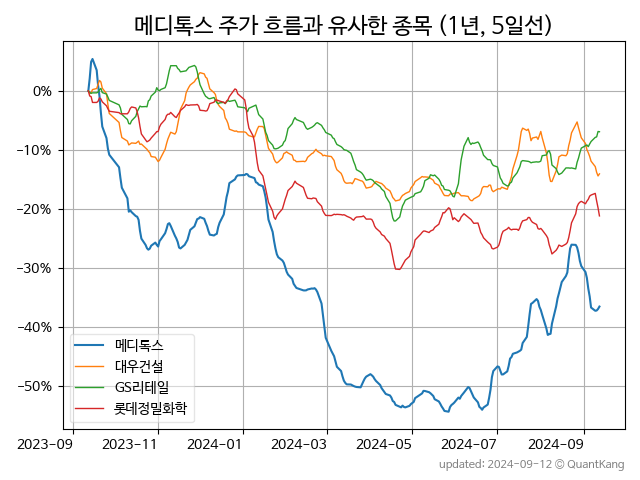 메디톡스 주가 흐름과 유사한 종목 (1년, 5일선)
0%
−10%
−20%
−30%
−40%
−50%
메디톡스
대우건설
GS리테일
롯데정밀화학
2023-09
2023-11
2024-01
2024-03
2024-05
2024-07
2024-09
updated: 2024-09-12 ⓒ QuantKang